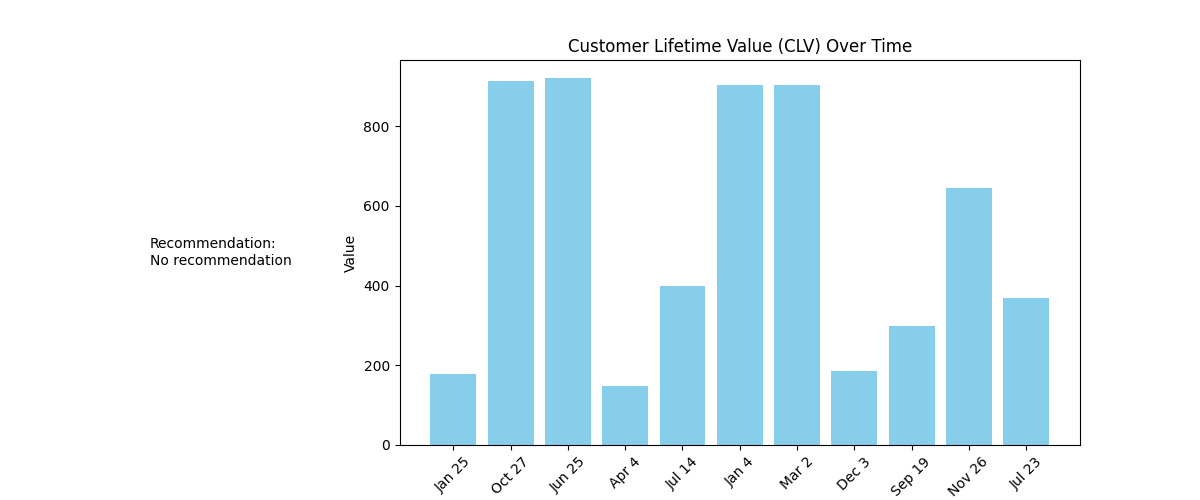 Customer Lifetime Value (CLV) Over Time
Recommendation:
No recommendation
Value
800
600
400
200
0
Jan 25
Oct 27
Jun 25
Apr 4
Jul 14
Jan 4
Mar 2
Dec 3
Sep 19
Nov 26
Jul 23